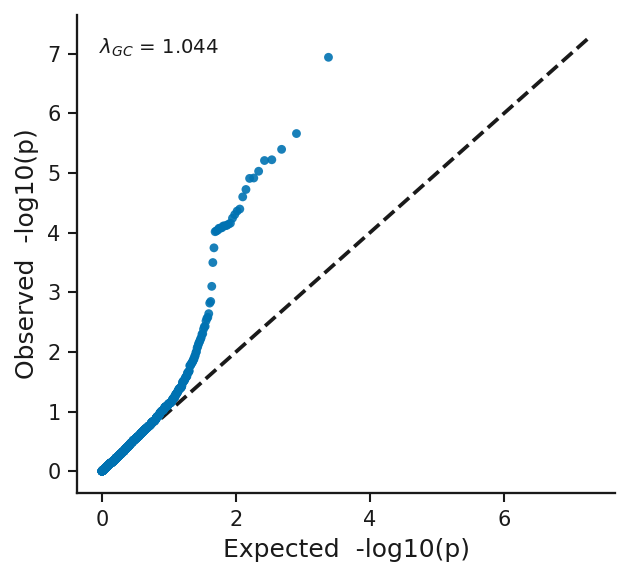 λGC = 1.044
7
6
5
4
3
2
1
0
Observed -log10(p)
0 2 4 6
Expected -log10(p)